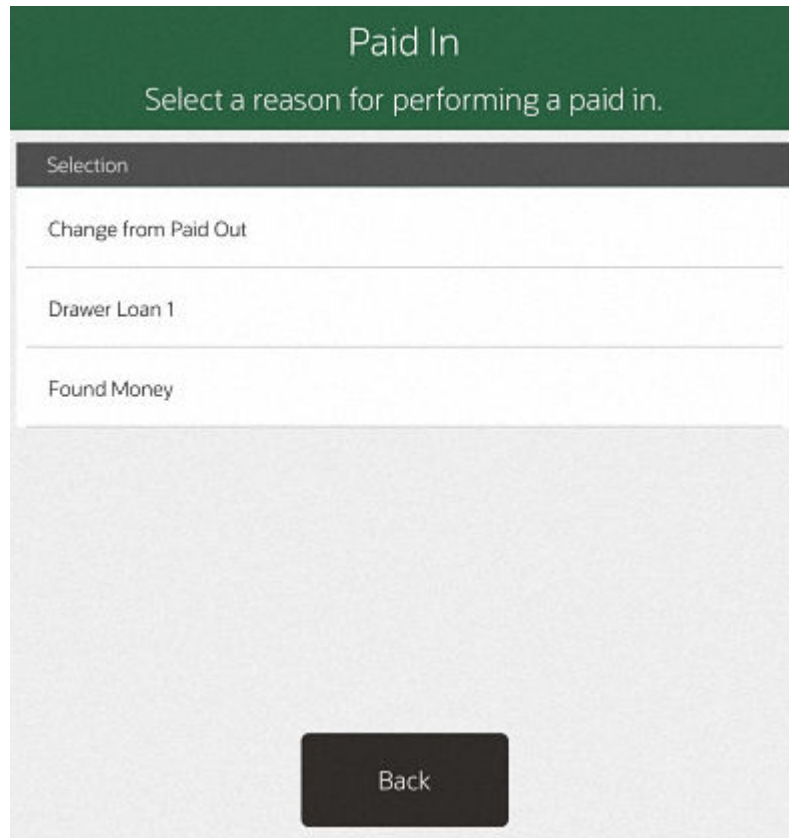 Paid In
Select a reason for performing a paid in.
Selection
Change from Paid Out
Drawer Loan 1
Found Money
Back